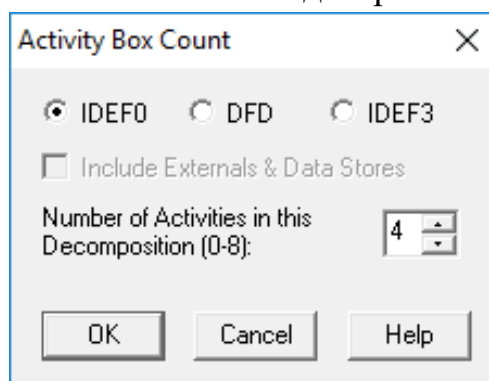 Activity Box Count
IDEF0 DFD IDEF3
Include Externals & Data Stores
Number of Activities in this
Decomposition (0-8):
4
OK Cancel Help